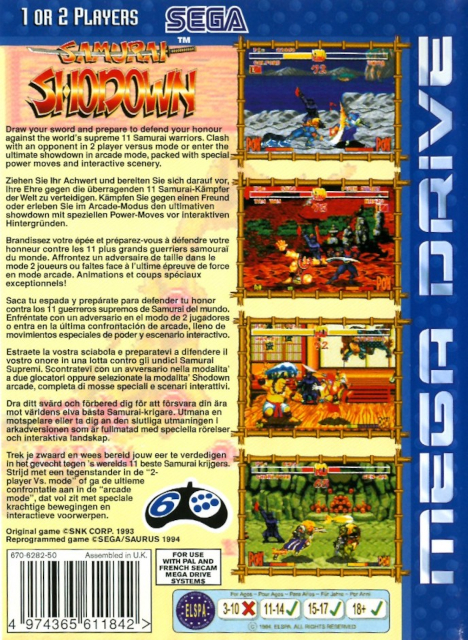 1 OR 2 PLAYERS
SEGA
TM
SAMURAI
SHODOWN
Draw your sword and prepare to defend your honour
against the world's supreme 11 Samurai warriors. Clash
with an opponent in 2 player versus mode or enter the
ultimate showdown in arcade mode, packed with special
power moves and interactive scenery.
Ziehen Sie Ihr Achwert und bereiten Sie sich darauf vor,
Ihre Ehre gegen die überragenden 11 Samurai-Kämpfer
der Welt zu verteidigen. Kämpfen Sie gegen einen Freund
oder erleben Sie im Arcade-Modus den ultimativen
showdown mit speziellen Power-Moves vor interaktiven
Hintergründen.
Brandissez votre épée et préparez-vous à défendre votre
honneur contre les 11 plus grands guerriers samouraï
du monde. Affrontez un adversaire de taille dans le
mode 2 joueurs ou faites face à l'ultime épreuve de force
en mode arcade. Animations et coups spéciaux
exceptionnels!
Saca tu espada y prepárate para defender tu honor
contra los 11 guerreros supremos de Samurai del mundo.
Enfréntate con un adversario en el modo de 2 jugadores
o entra en la última confrontación de arcade, lleno de
movimientos especiales de poder y escenario interactivo.
Estraete la vostra sciabola e preparatevi a difendere il
vostro onore in una lotta contro gli undici Samurai
Supremi. Scontratevi con un avversario nella modalita'
a due giocatori oppure selezionate la modalita' Shodown
arcade, completa di mosse speciali e scenari interattivi.
Dra ditt svärd och förbered dig för att försvara din ära
mot världens elva bästa Samurai-krigare. Utmana en
motspelare eller ta dig an den slutliga utmaningen i
arkadversionen som är fullmatad med speciella rörelser
och interaktiva landskap.
Trek je zwaard en wees bereid jouw eer te verdedigen
in het gevecht tegen 's werelds 11 beste Samurai krijgers.
Strijd met een tegenstander in de "2-
player Vs. mode" of ga de ultieme
confrontatie aan in de "arcade
mode", dat vol zit met speciale
krachtige bewegingen en
interactieve voorwerpen.
6
Original game ©SNK CORP. 1993
Reprogrammed game ©SEGA/SAURUS 1994
670-6282-50 Assembled in U.K.
4 974365 611842 >
FOR USE
WITH PAL AND
FRENCH SECAM
MEGA DRIVE
SYSTEMS
ELSPA
Age Ranges - Pour Ages - Para Años - Für Jahre - Per Anni
3-10 11-14 15-17 18+
© 1994, ELSPA. ALL RIGHTS RESERVED
MEGA DRIVE